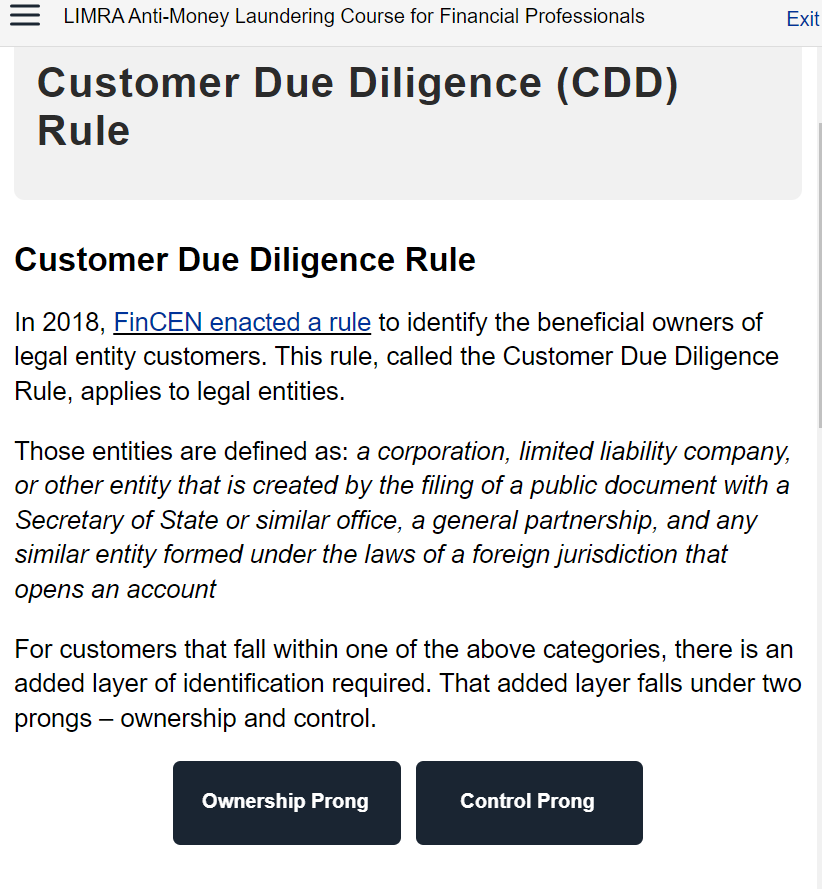 LIMRA Anti-Money Laundering Course for Financial Professionals
Exit
Customer Due Diligence (CDD)
Rule
Customer Due Diligence Rule
In 2018, FinCEN enacted a rule to identify the beneficial owners of
legal entity customers. This rule, called the Customer Due Diligence
Rule, applies to legal entities.
Those entities are defined as: a corporation, limited liability company,
or other entity that is created by the filing of a public document with a
Secretary of State or similar office, a general partnership, and any
similar entity formed under the laws of a foreign jurisdiction that
opens an account
For customers that fall within one of the above categories, there is an
added layer of identification required. That added layer falls under two
prongs – ownership and control.
Ownership Prong
Control Prong